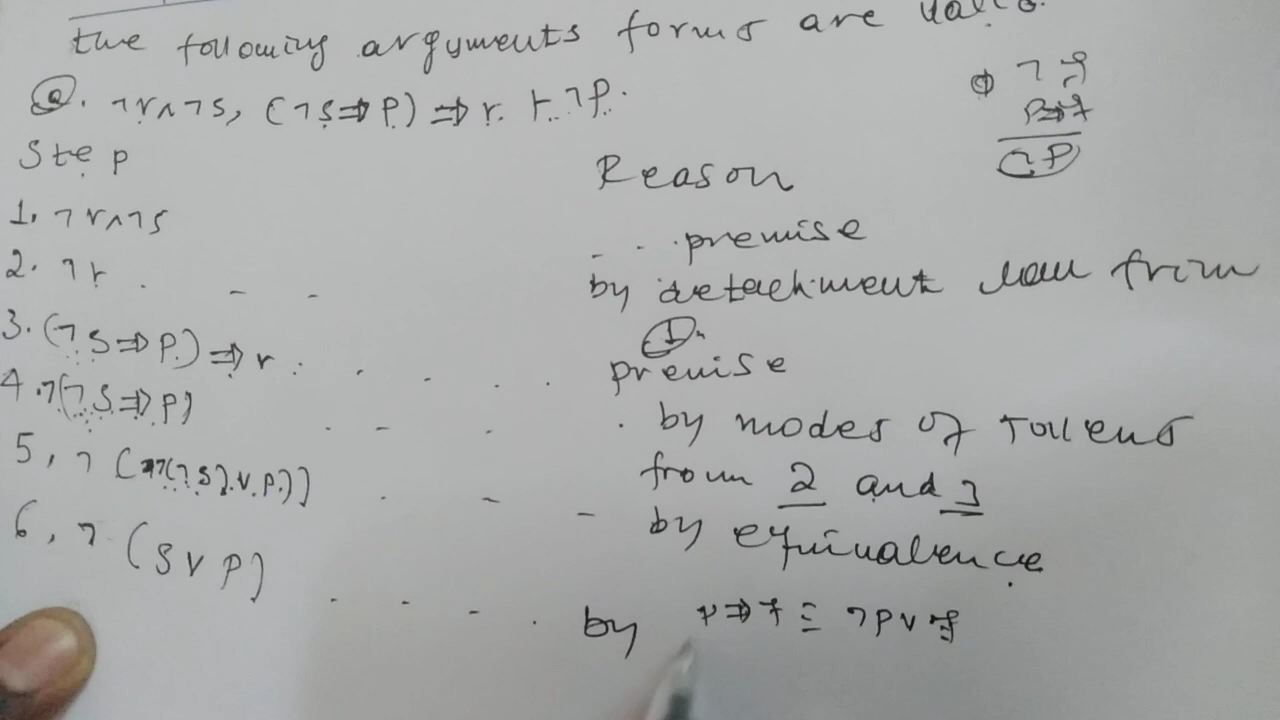 the following arguments forms are valid.
@. ¬r∧¬s, (¬s⇒p)⇒r. ⊢¬p.
¬q
p⇒q
¬p
Step Reason
1. ¬r∧¬s .. premise
2. ¬r . - - by detachment law from
1.
3. (¬s⇒p)⇒r . . . . . premise
4. ¬(¬s⇒p) . - . . by modes of Tollens
from 2 and 3
5, ¬(¬(¬s)∨p)) . - - by equivalence
6, ¬(s∨p) . . - . by p⇒q ≡ ¬p∨q